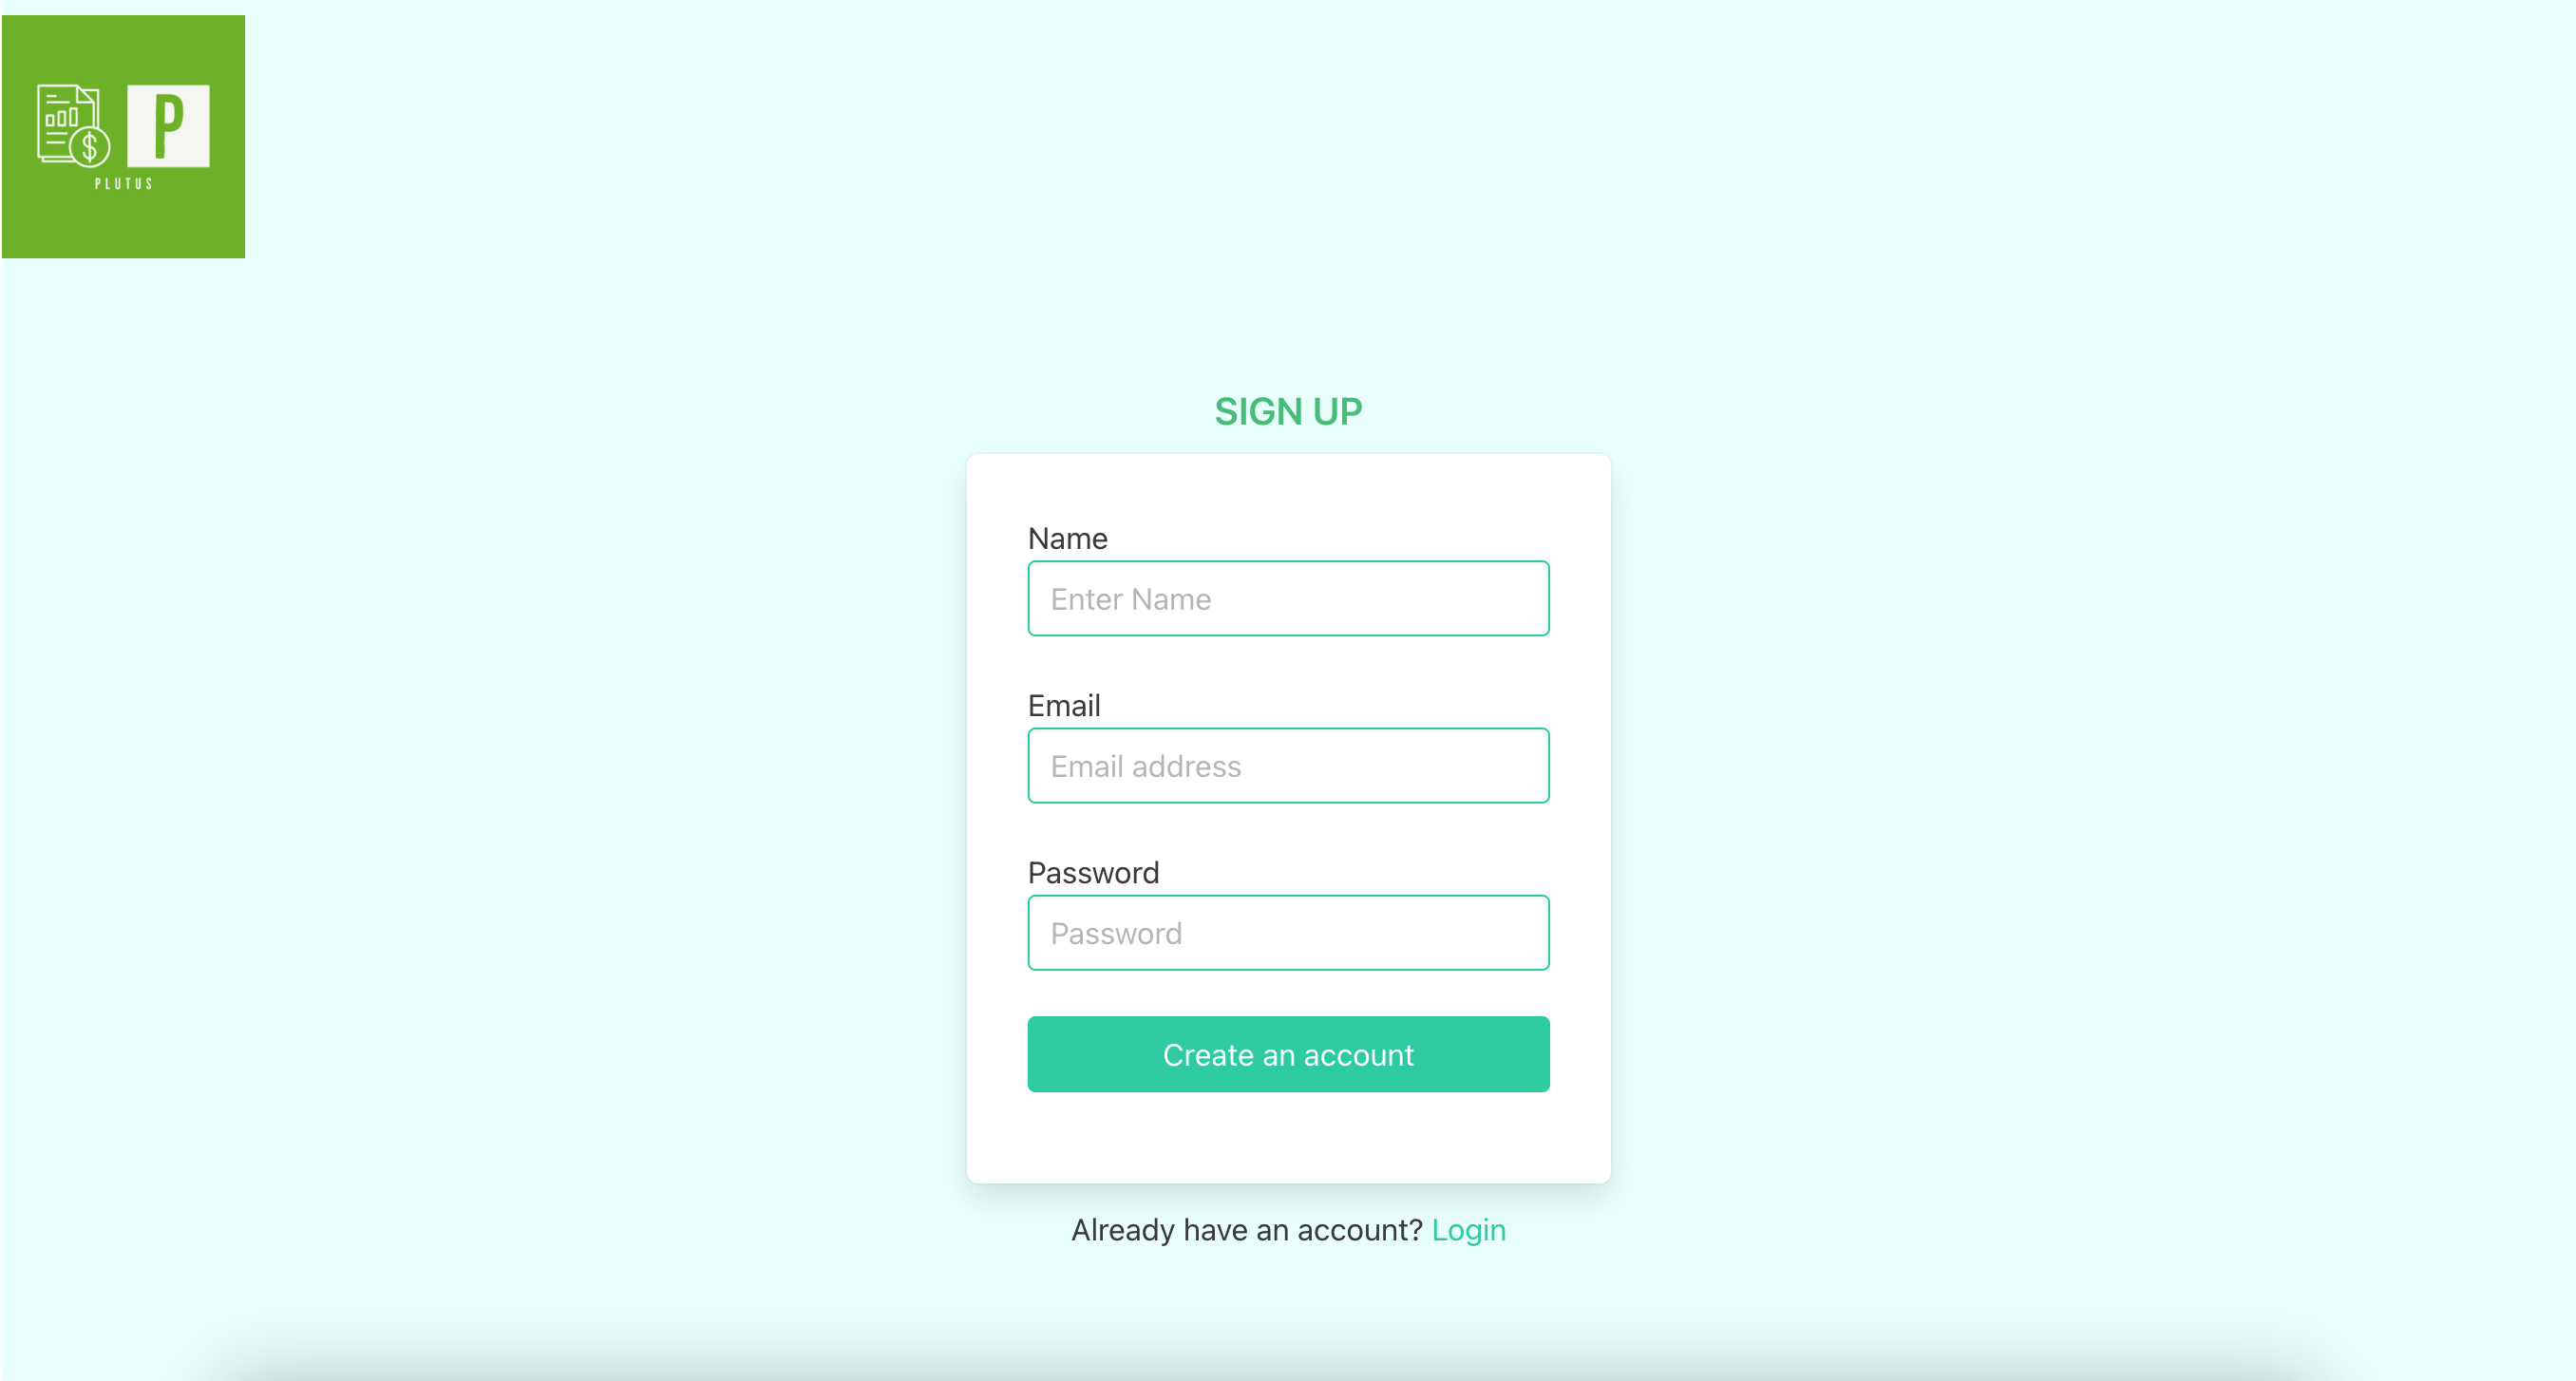 $ P
PLUTUS
SIGN UP
Name
Enter Name
Email
Email address
Password
Password
Create an account
Already have an account? Login